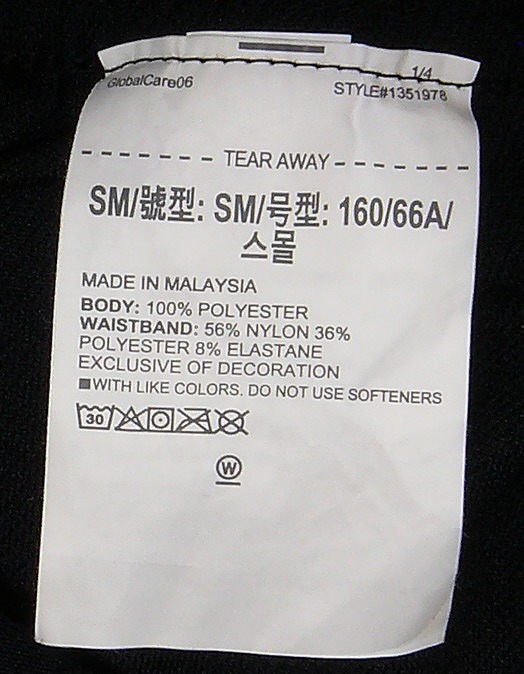 GlobalCare06
1/4
STYLE#1351978
TEAR AWAY
SM/號型: SM/号型: 160/66A/
스몰
MADE IN MALAYSIA
BODY: 100% POLYESTER
WAISTBAND: 56% NYLON 36%
POLYESTER 8% ELASTANE
EXCLUSIVE OF DECORATION
WITH LIKE COLORS. DO NOT USE SOFTENERS
30
W